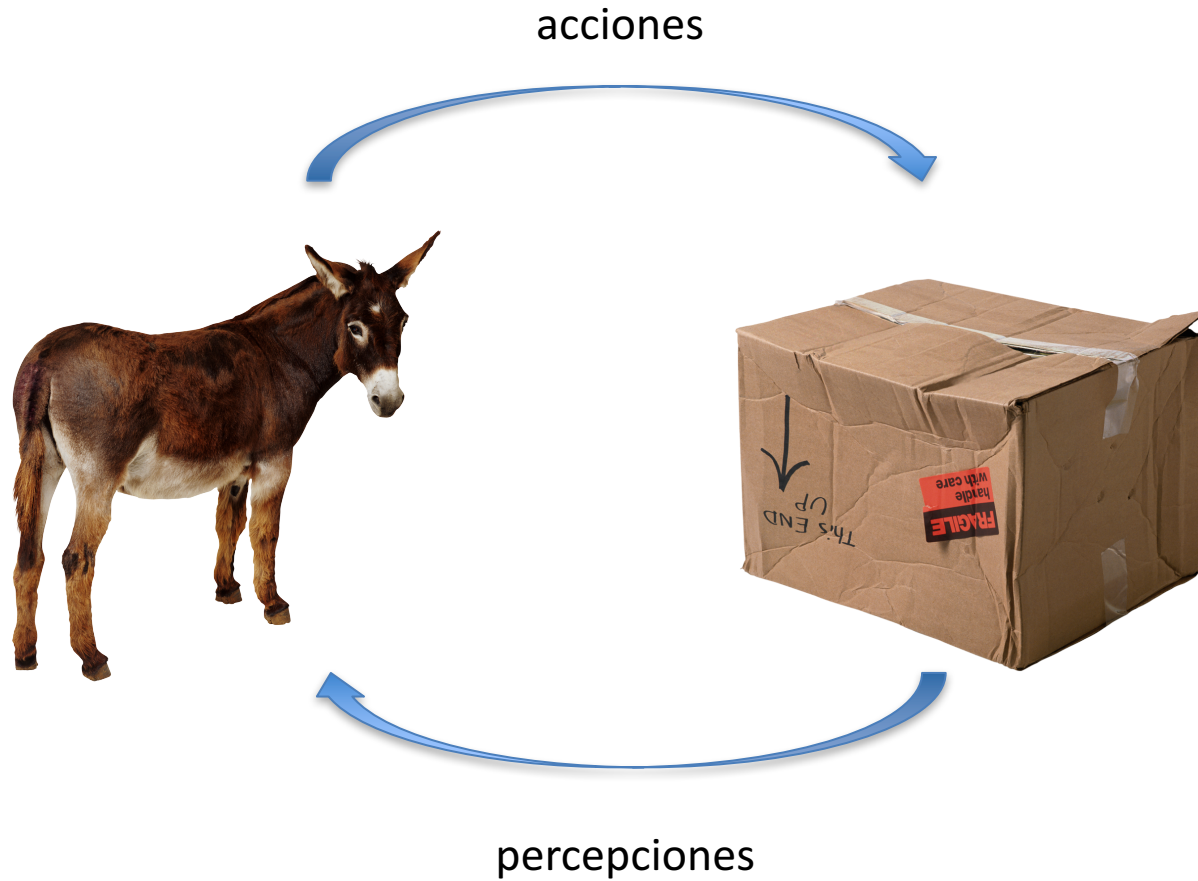 acciones
This END
UP
FRAGILE
handle
with care
percepciones